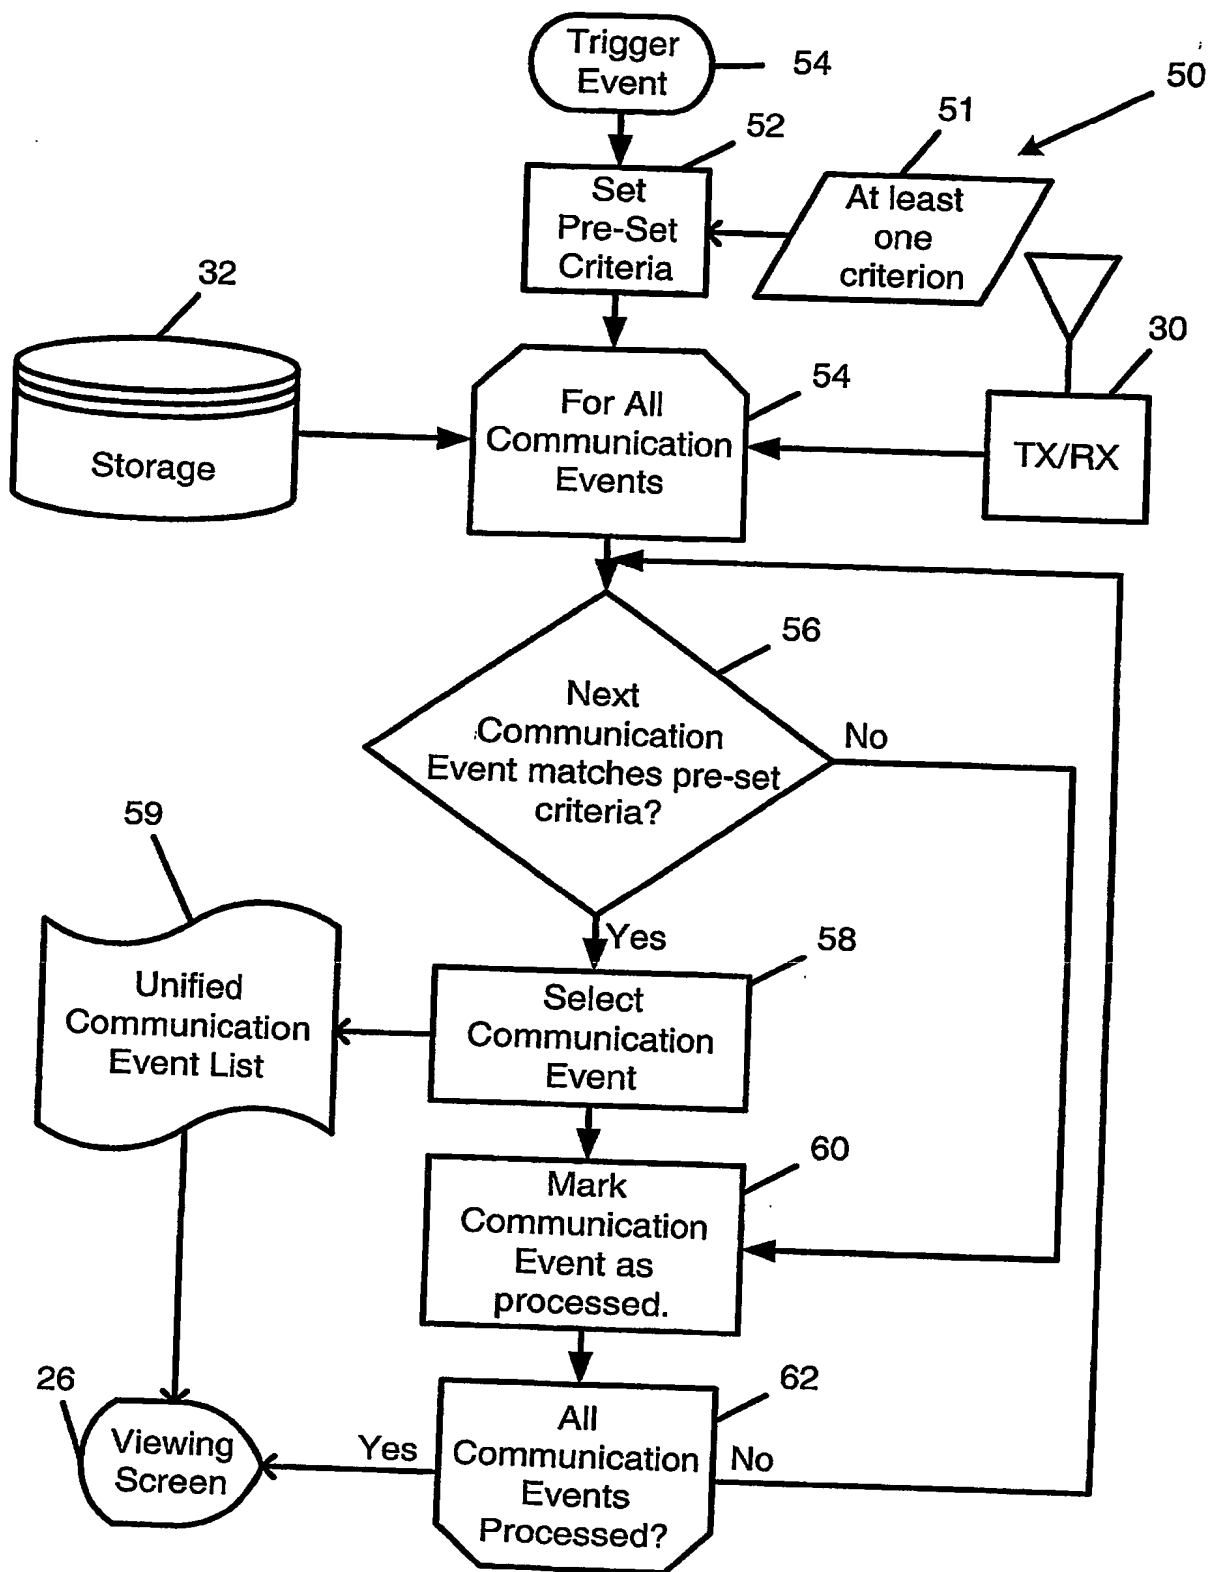 Trigger
Event
54
50
52
51
Set
Pre-Set
Criteria
At least
one
criterion
32
30
54
For All
Communication
Events
Storage
TX/RX
56
Next
Communication
Event matches pre-set
criteria?
No
59
Yes
58
Unified
Communication
Event List
Select
Communication
Event
60
Mark
Communication
Event as
processed.
26
62
Viewing
Screen
Yes
All
Communication
Events
Processed?
No